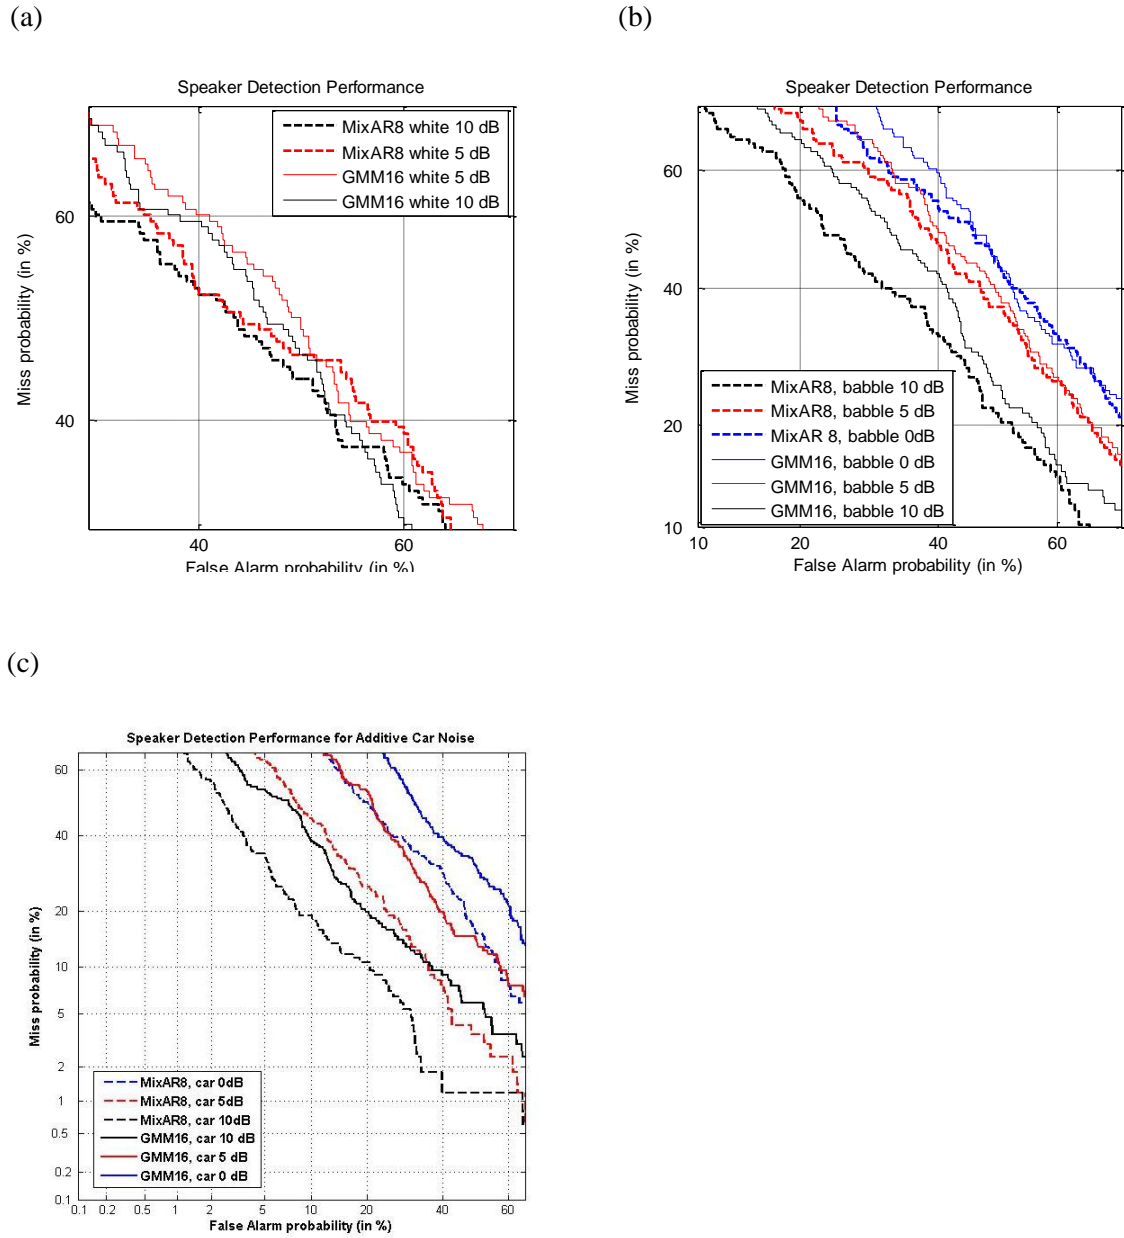 (a)
Speaker Detection Performance
MixAR8 white 10 dB
MixAR8 white 5 dB
GMM16 white 5 dB
GMM16 white 10 dB
60
40
Miss probability (in %)
40 60
False Alarm probability (in %)
(b)
Speaker Detection Performance
60
40
20
10
Miss probability (in %)
MixAR8, babble 10 dB
MixAR8, babble 5 dB
MixAR 8, babble 0dB
GMM16, babble 0 dB
GMM16, babble 5 dB
GMM16, babble 10 dB
10 20 40 60
False Alarm probability (in %)
(c)
Speaker Detection Performance for Additive Car Noise
60
40
20
10
5
2
1
0.5
0.2
0.1
Miss probability (in %)
MixAR8, car 0dB
MixAR8, car 5dB
MixAR8, car 10dB
GMM16, car 10 dB
GMM16, car 5 dB
GMM16, car 0 dB
0.1 0.2 0.5 1 2 5 10 20 40 60
False Alarm probability (in %)